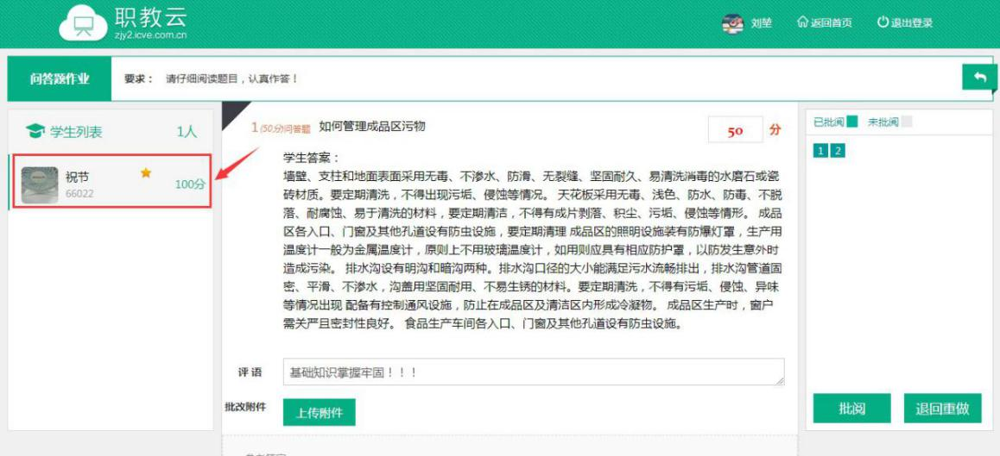 职教云
zjy2.icve.com.cn
刘堃
返回首页
退出登录
问答题作业
要求： 请仔细阅读题目，认真作答！
学生列表 1人
祝节
66022
100分
1 (50分)问答题 如何管理成品区污物
50 分
学生答案：
墙壁、支柱和地面表面采用无毒、不渗水、防滑、无裂缝、坚固耐久、易清洗消毒的水磨石或瓷
砖材质。要定期清洗，不得出现污垢、侵蚀等情况。 天花板采用无毒、浅色、防水、防毒、不脱
落、耐腐蚀、易于清洗的材料，要定期清洁，不得有成片剥落、积尘、污垢、侵蚀等情形。 成品
区各入口、门窗及其他孔道设有防虫设施，要定期清理 成品区的照明设施装有防爆灯罩，生产用
温度计一般为金属温度计，原则上不用玻璃温度计，如用则应具有相应防护罩，以防发生意外时
造成污染。 排水沟设有明沟和暗沟两种。排水沟口径的大小能满足污水流畅排出，排水沟管道固
密、平滑、不渗水，沟盖用坚固耐用、不易生锈的材料。要定期清洗，不得有污垢、侵蚀、异味
等情况出现 配备有控制通风设施，防止在成品区及清洁区内形成冷凝物。 成品区生产时，窗户
需关严且密封性良好。 食品生产车间各入口、门窗及其他孔道设有防虫设施。
评语 基础知识掌握牢固！！！
批改附件 上传附件
已批阅 未批阅
1 2
批阅 退回重做